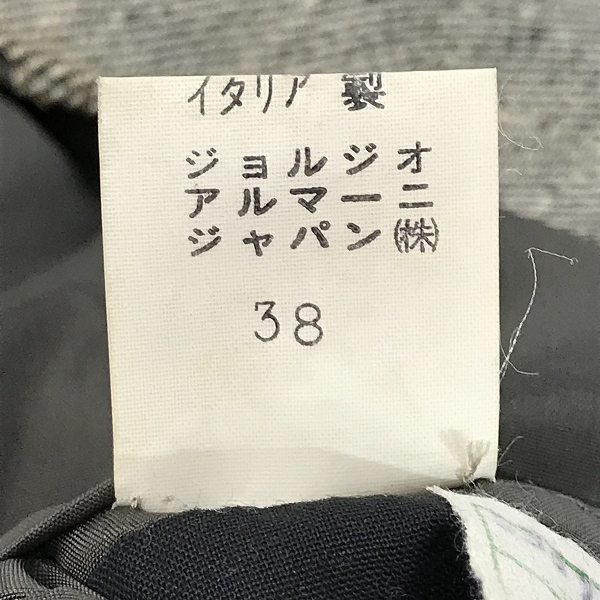 イタリア 製
ジョルジオ
アルマーニ
ジャパン㈱
38